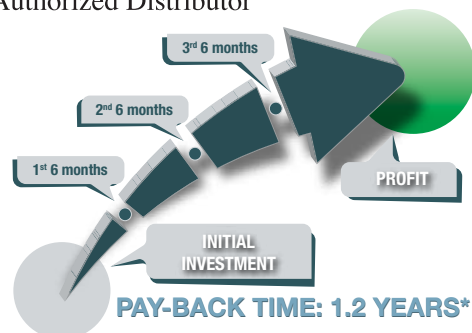 Authorized Distributor
3rd 6 months
2nd 6 months
1st 6 months
PROFIT
INITIAL
INVESTMENT
PAY-BACK TIME: 1.2 YEARS*